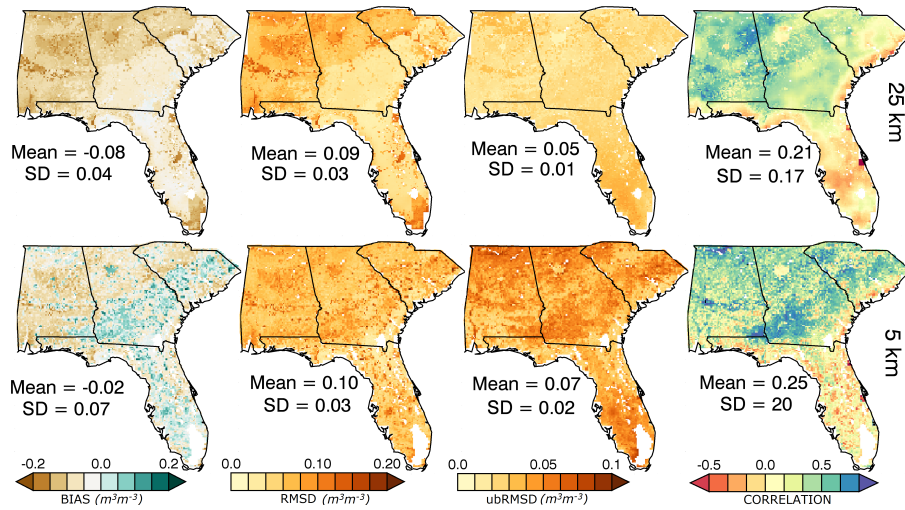 Mean = -0.08
SD = 0.04
Mean = 0.09
SD = 0.03
Mean = 0.05
SD = 0.01
Mean = 0.21
SD = 0.17
25 km
Mean = -0.02
SD = 0.07
Mean = 0.10
SD = 0.03
Mean = 0.07
SD = 0.02
Mean = 0.25
SD = 20
5 km
-0.2 0.0 0.2
BIAS (m³m⁻³)
0.0 0.10 0.20
RMSD (m³m⁻³)
0.0 0.05 0.1
ubRMSD (m³m⁻³)
-0.5 0.0 0.5
CORRELATION